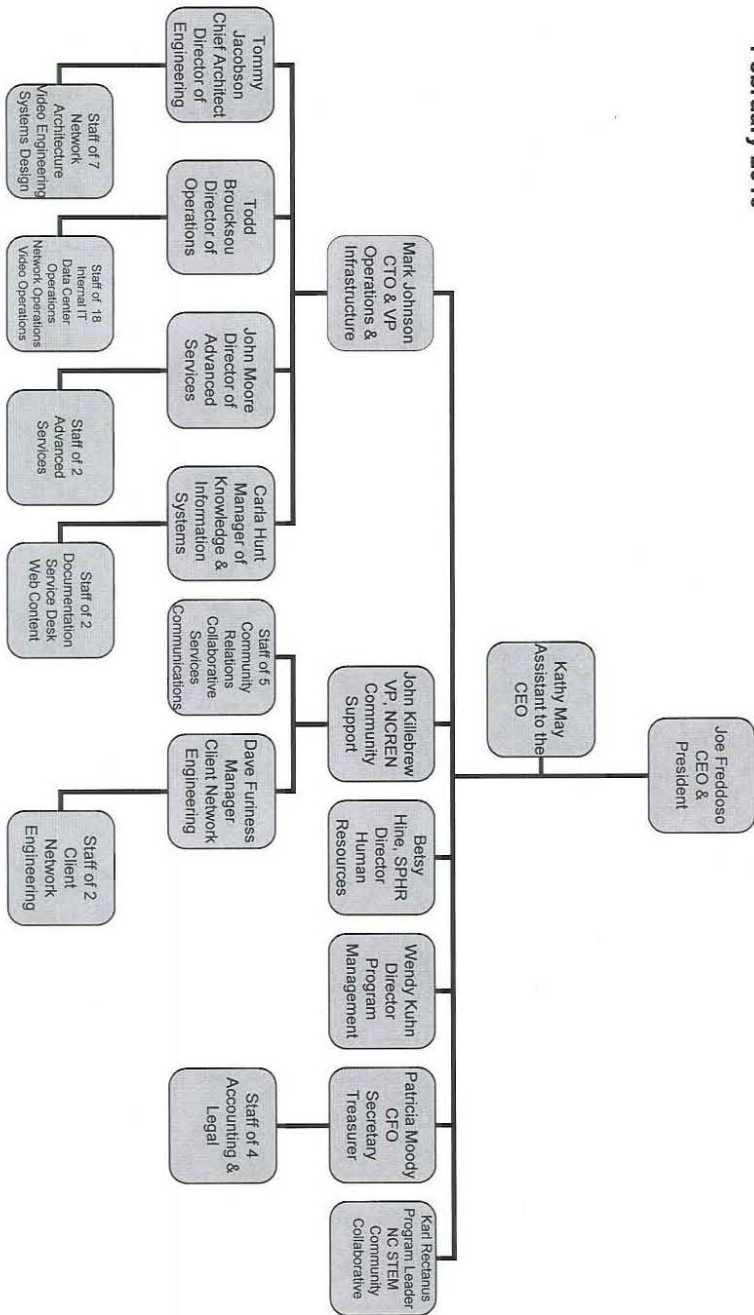 February 2010
Joe Freddoso
CEO &
President
Kathy May
Assistant to the
CEO
Mark Johnson
CTO & VP
Operations &
Infrastructure
John Killebrew
VP, NCREN
Community
Support
Betsy
Hine, SPHR
Director
Human
Resources
Wendy Kuhn
Director
Program
Management
Patricia Moody
CFO
Secretary
Treasurer
Karl Rectanus
Program Leader
NC STEM
Community
Collaborative
Tommy
Jacobson
Chief Architect
Director of
Engineering
Todd
Broucksou
Director of
Operations
John Moore
Director of
Advanced
Services
Carla Hunt
Manager of
Knowledge &
Information
Systems
Staff of 5
Community
Relations
Collaborative
Services
Communications
Dave Furiness
Manager
Client Network
Engineering
Staff of 4
Accounting &
Legal
Staff of 7
Network
Architecture
Video Engineering
Systems Design
Staff of 18
Internal IT
Data Center
Operations
Network Operations
Video Operations
Staff of 2
Advanced
Services
Staff of 2
Documentation
Service Desk
Web Content
Staff of 2
Client
Network
Engineering